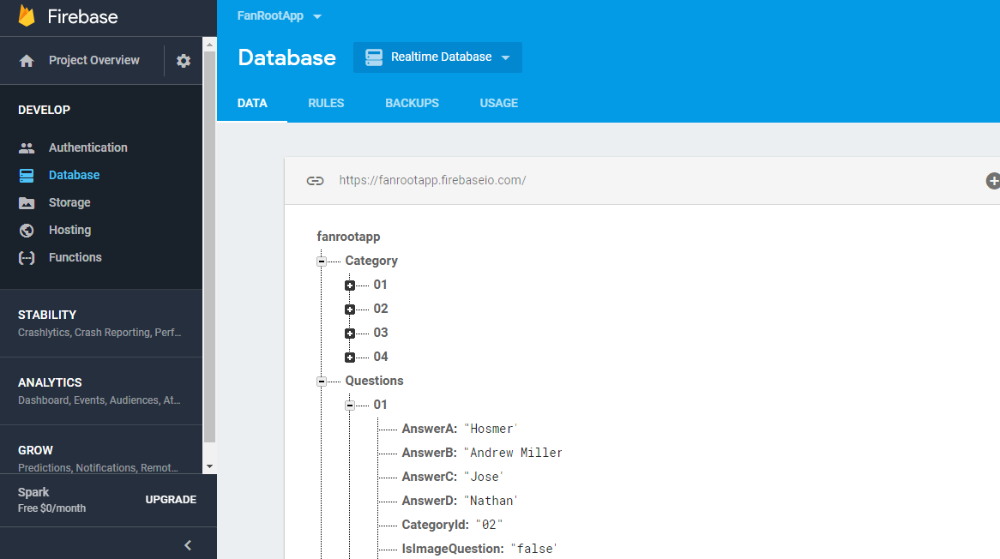 Firebase
Project Overview
DEVELOP
Authentication
Database
Storage
Hosting
Functions
STABILITY
Crashlytics, Crash Reporting, Perf...
ANALYTICS
Dashboard, Events, Audiences, At...
GROW
Predictions, Notifications, Remot...
Spark
Free $0/month
UPGRADE
FanRootApp
Database
Realtime Database
DATA RULES BACKUPS USAGE
https://fanrootapp.firebaseio.com/
fanrootapp
Category
01
02
03
04
Questions
01
AnswerA: "Hosmer'
AnswerB: "Andrew Miller
AnswerC: "Jose'
AnswerD: "Nathan'
CategoryId: "02"
IsImageQuestion: "false'